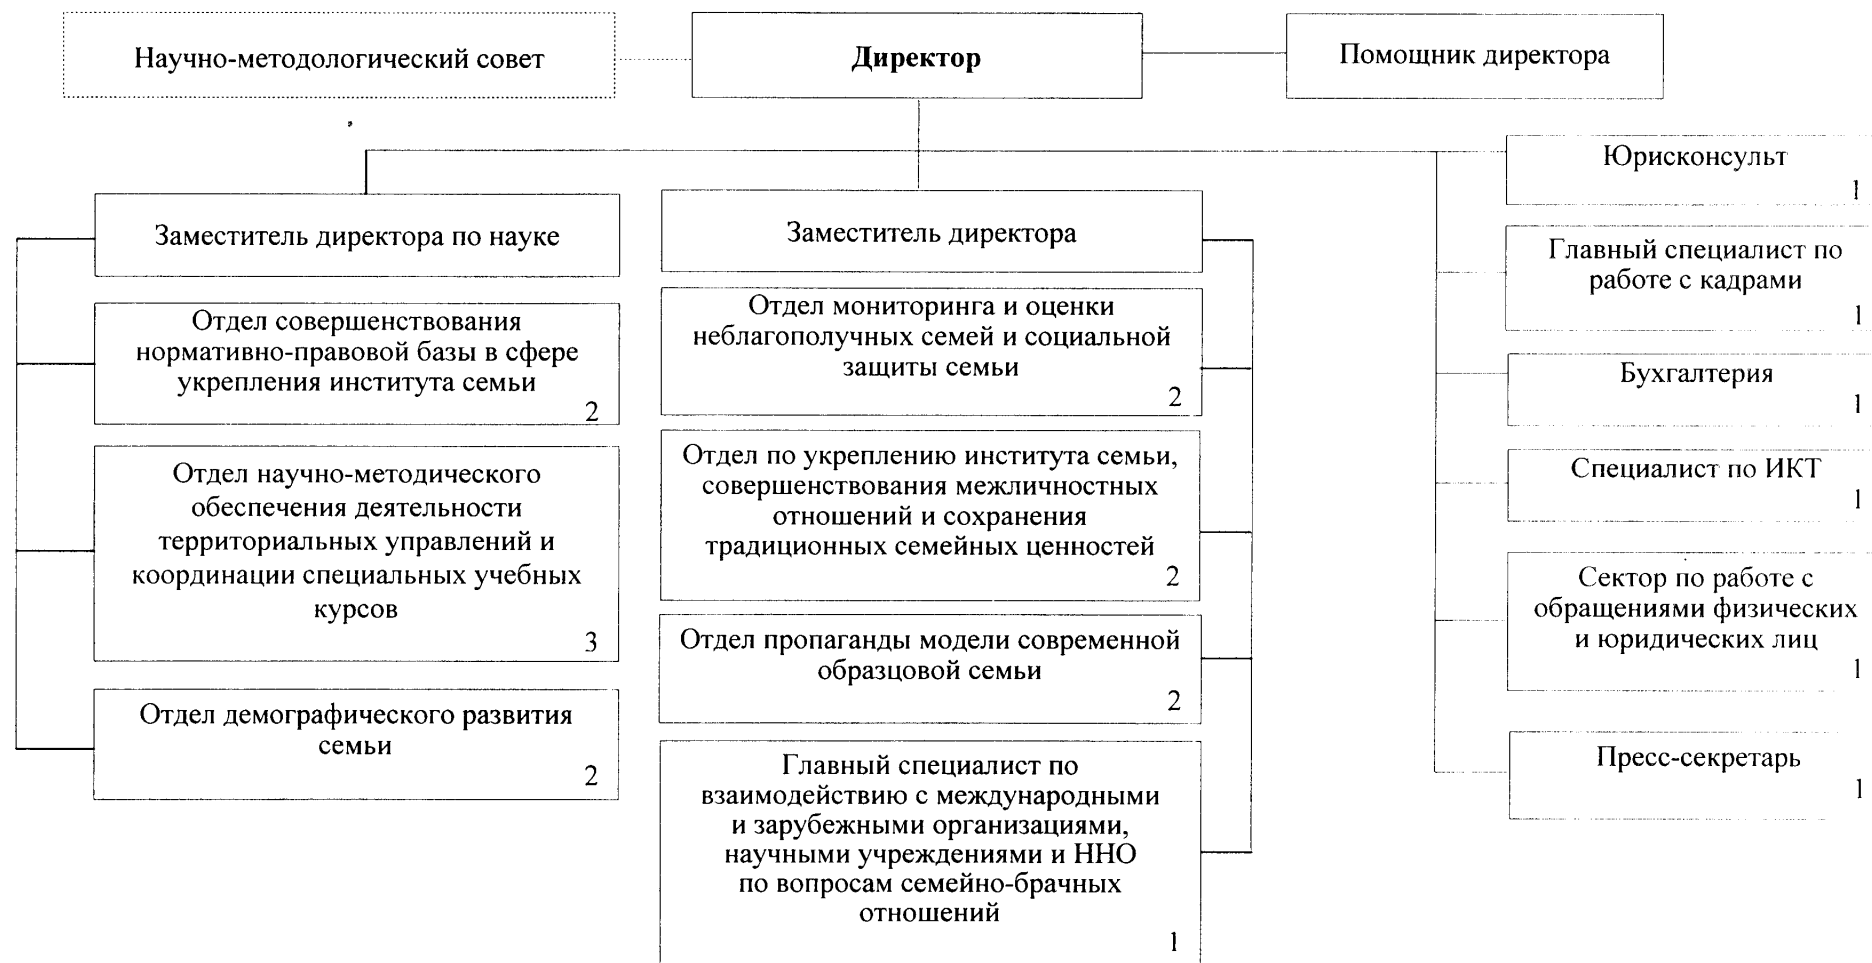 Научно-методологический совет
Директор
Помощник директора
Заместитель директора по науке
Отдел совершенствования
нормативно-правовой базы в сфере
укрепления института семьи
2
Отдел научно-методического
обеспечения деятельности
территориальных управлений и
координации специальных учебных
курсов
3
Отдел демографического развития
семьи
2
Заместитель директора
Отдел мониторинга и оценки
неблагополучных семей и социальной
защиты семьи
2
Отдел по укреплению института семьи,
совершенствования межличностных
отношений и сохранения
традиционных семейных ценностей
2
Отдел пропаганды модели современной
образцовой семьи
2
Главный специалист по
взаимодействию с международными
и зарубежными организациями,
научными учреждениями и ННО
по вопросам семейно-брачных
отношений
1
Юрисконсульт
1
Главный специалист по
работе с кадрами
1
Бухгалтерия
1
Специалист по ИКТ
1
Сектор по работе с
обращениями физических
и юридических лиц
1
Пресс-секретарь
1